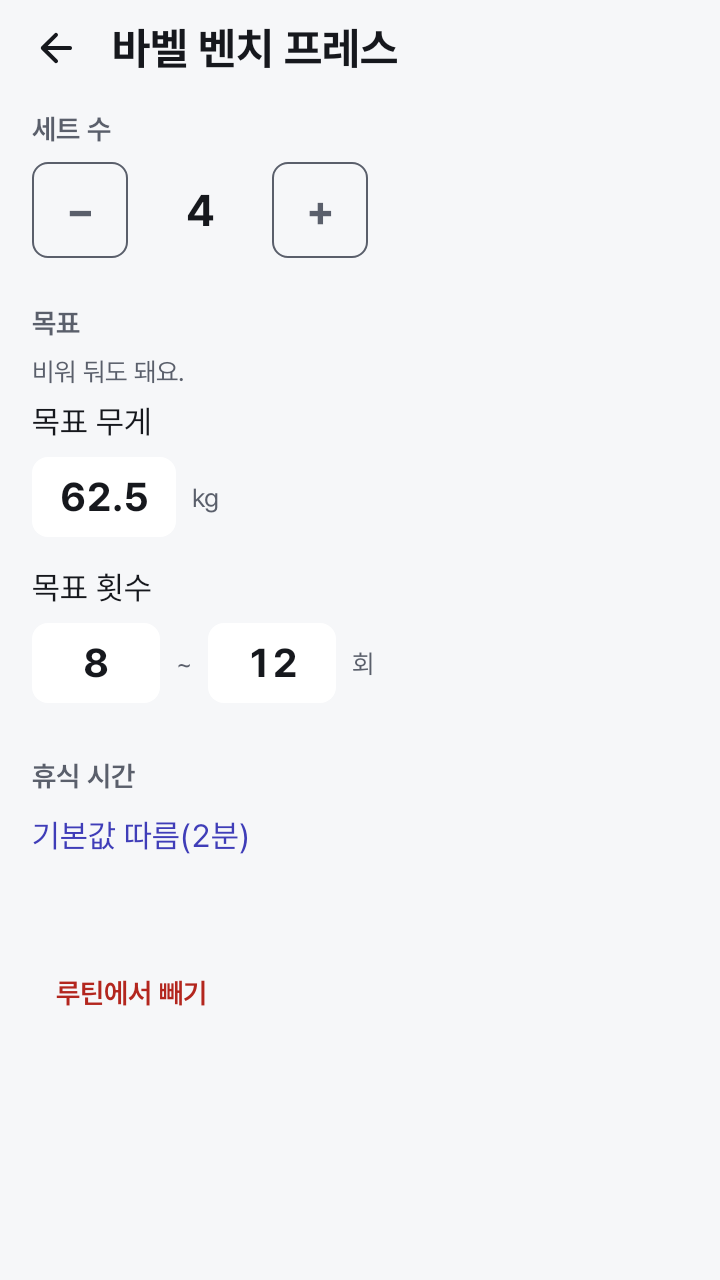 바벨 벤치 프레스
세트 수
− 4 +
목표
비워 둬도 돼요.
목표 무게
62.5 kg
목표 횟수
8 ~ 12 회
휴식 시간
기본값 따름(2분)
루틴에서 빼기